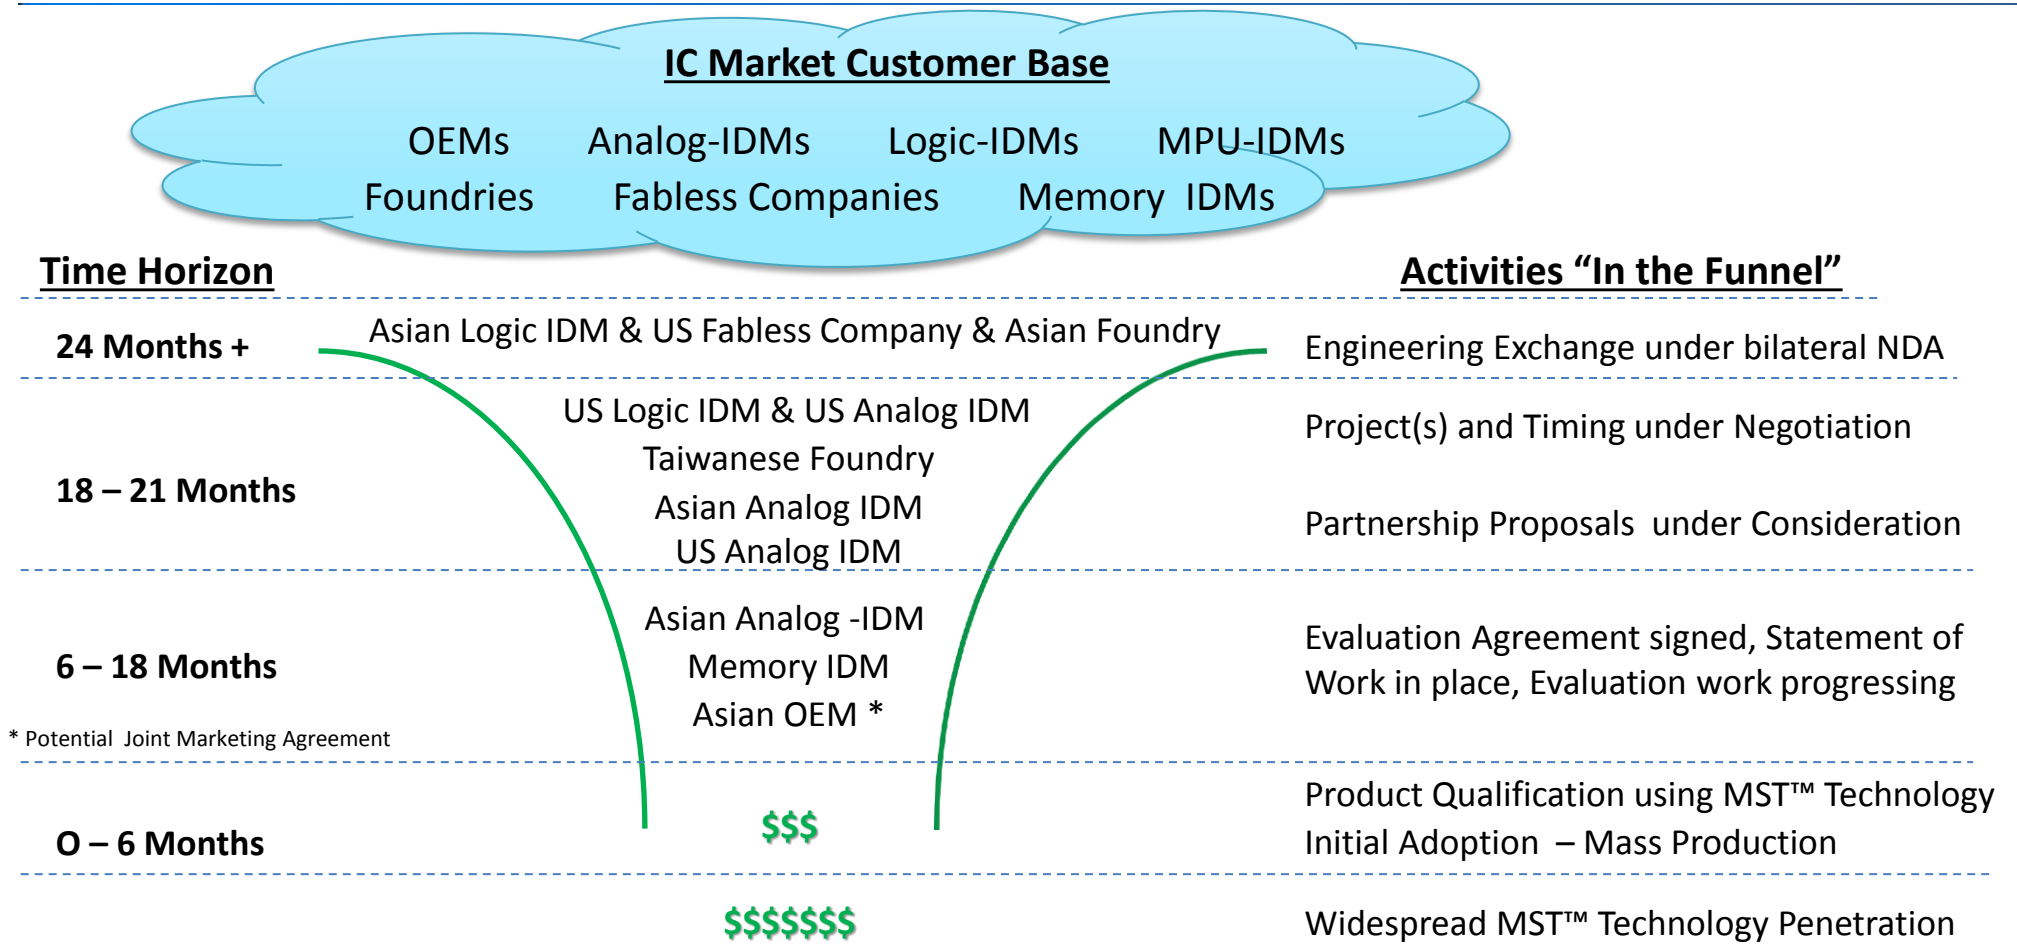 IC Market Customer Base
OEMs Analog-IDMs Logic-IDMs MPU-IDMs
Foundries Fabless Companies Memory IDMs
Time Horizon
Activities “In the Funnel”
24 Months +
Asian Logic IDM & US Fabless Company & Asian Foundry
Engineering Exchange under bilateral NDA
18 – 21 Months
US Logic IDM & US Analog IDM
Taiwanese Foundry
Asian Analog IDM
US Analog IDM
Project(s) and Timing under Negotiation
Partnership Proposals under Consideration
6 – 18 Months
Asian Analog -IDM
Memory IDM
Asian OEM *
Evaluation Agreement signed, Statement of
Work in place, Evaluation work progressing
* Potential Joint Marketing Agreement
O – 6 Months
$$$
Product Qualification using MST™ Technology
Initial Adoption – Mass Production
$$$$$$$
Widespread MST™ Technology Penetration